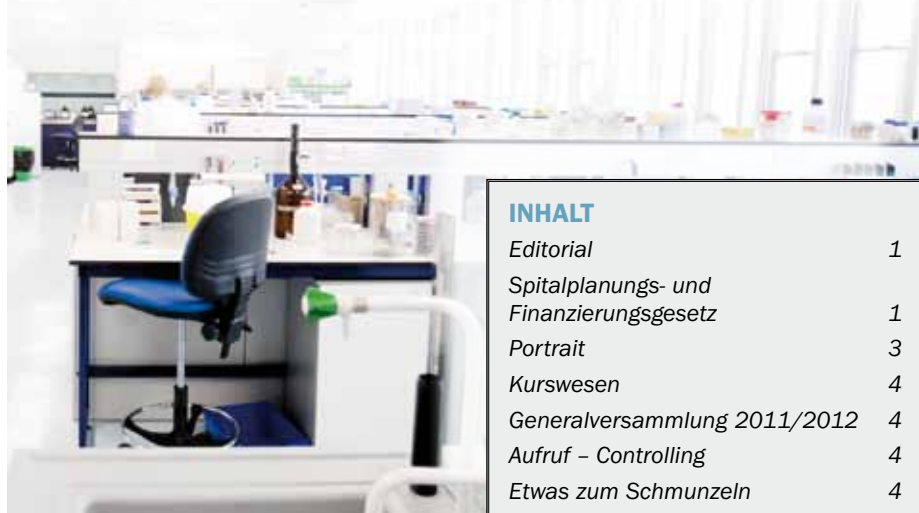 INHALT
Editorial 1
Spitalplanungs- und
Finanzierungsgesetz 1
Portrait 3
Kurswesen 4
Generalversammlung 2011/2012 4
Aufruf – Controlling 4
Etwas zum Schmunzeln 4